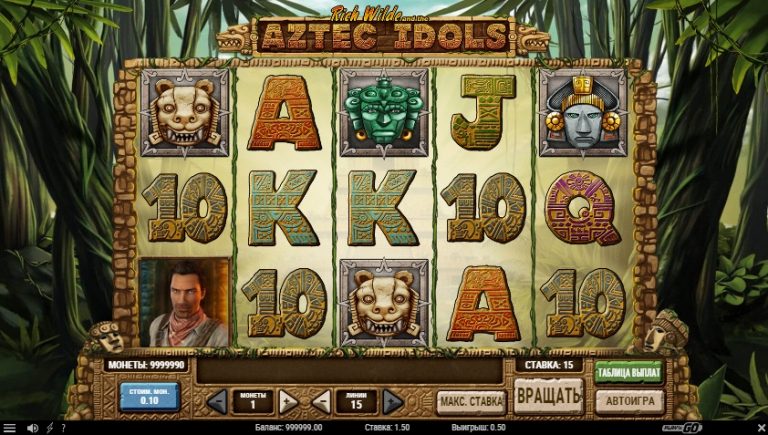 Rich Wilde and the
AZTEC IDOLS
A J
10 K K 10 Q
10 A 10
МОНЕТЫ: 9999990 СТАВКА: 15
СТОИМ. МОН. 0.10
МОНЕТЫ 1
ЛИНИИ 15
МАКС. СТАВКА
ВРАЩАТЬ
ТАБЛИЦА ВЫПЛАТ
АВТОИГРА
? Баланс: 999999.00 Ставка: 1.50 Выигрыш: 0.50 PLAY'N GO